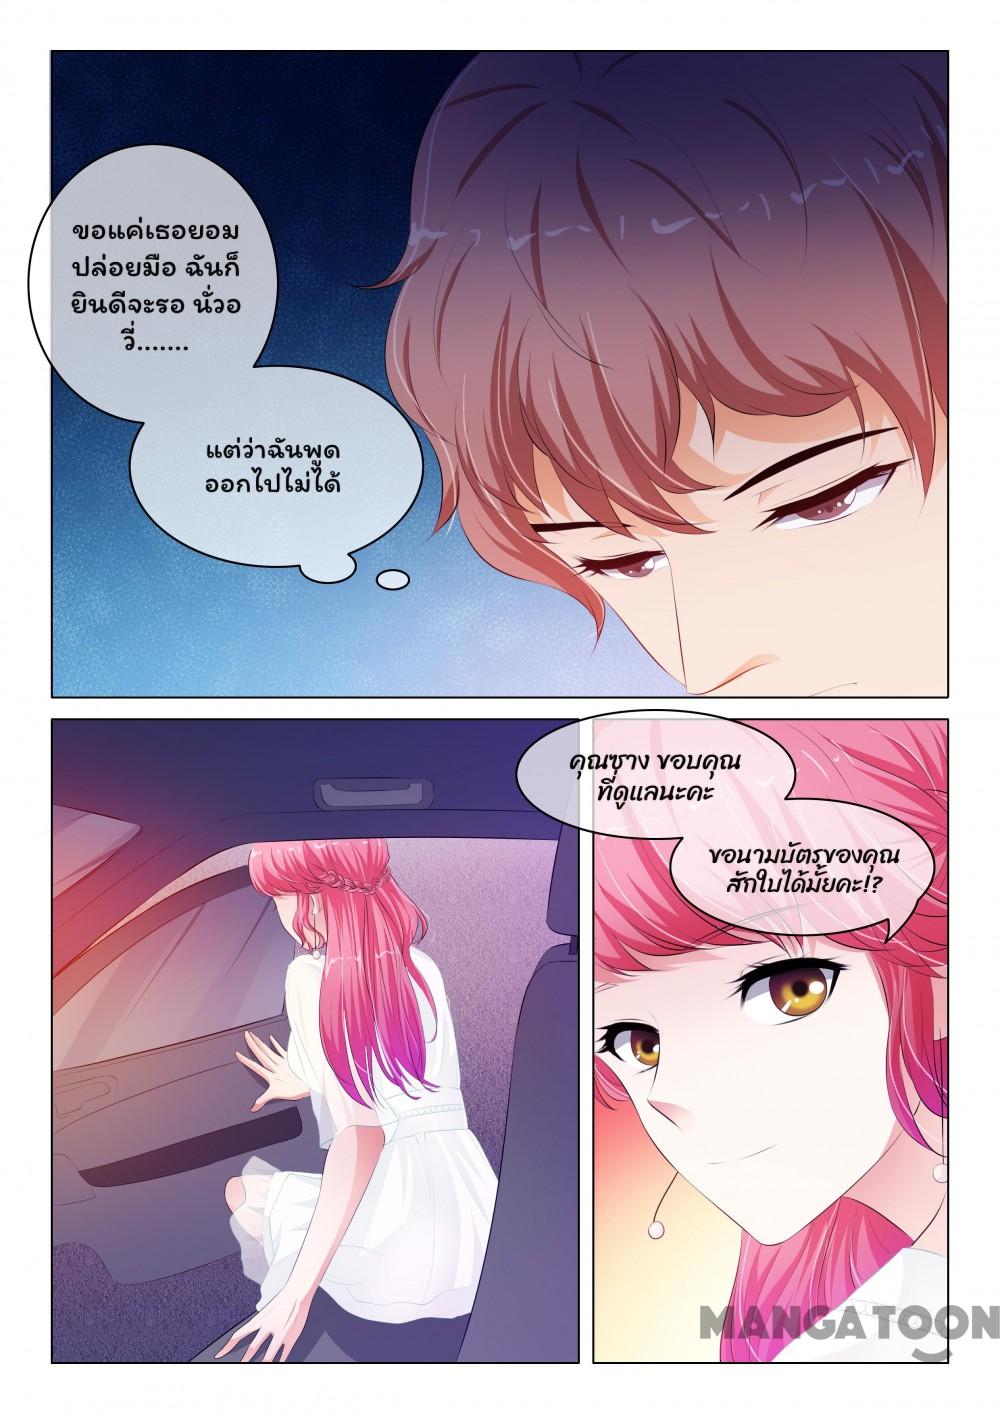 ขอแค่เธอยอม
ปล่อยมือ ฉันก็
ยินดีจะรอ นั่วอ
วี่.......
แต่ว่าฉันพูด
ออกไปไม่ได้
คุณซาง ขอบคุณ
ที่ดูแลนะคะ
ขอนามบัตรของคุณ
สักใบได้มั้ยคะ!?
MANGATOON